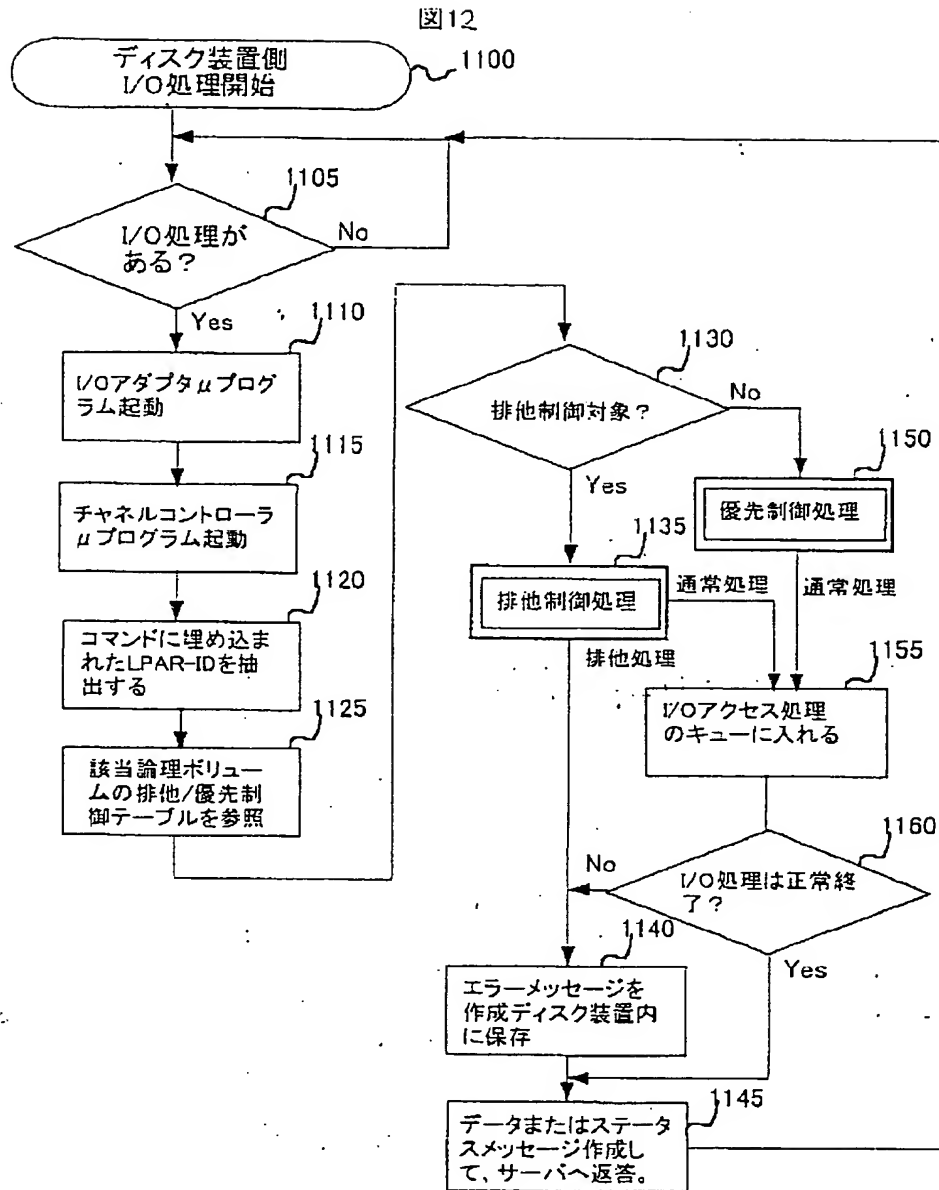 図12
ディスク装置側
I/O処理開始
1100
1105
I/O処理が
ある?
No
Yes
1110
I/Oアダプタμプログ
ラム起動
1115
チャネルコントローラ
μプログラム起動
1120
コマンドに埋め込ま
れたLPAR-IDを抽
出する
1125
該当論理ボリュー
ムの排他/優先制
御テーブルを参照
1130
排他制御対象?
No
Yes
1150
優先制御処理
1135
排他制御処理
通常処理
通常処理
排他処理
1155
I/Oアクセス処理
のキューに入れる
1160
I/O処理は正常終
了?
No
Yes
1140
エラーメッセージを
作成ディスク装置内
に保存
1145
データまたはステータ
スメッセージ作成し
て、サーバへ返答。